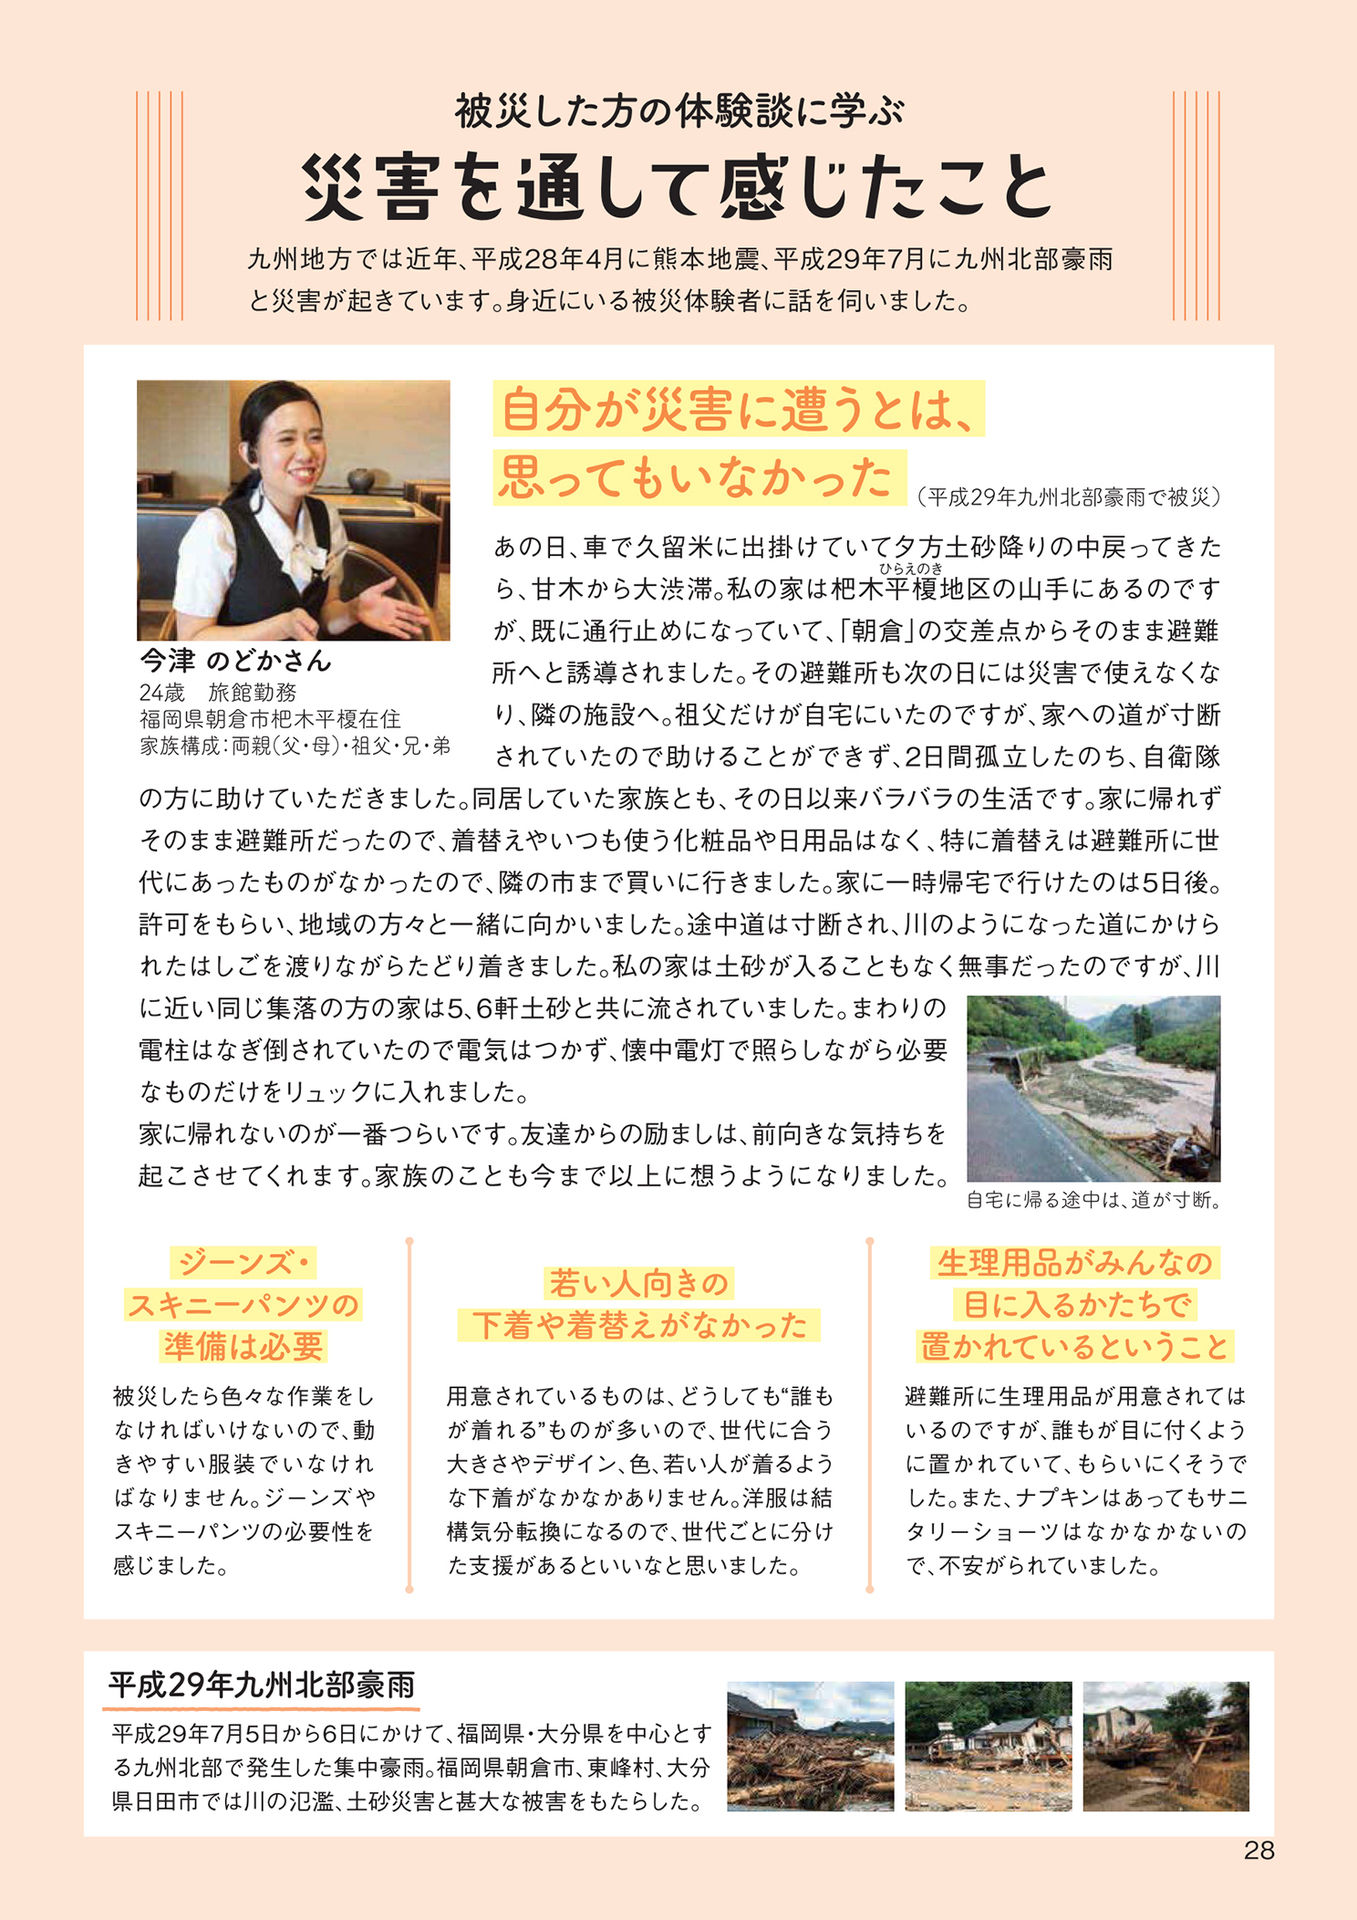 被災した方の体験談に学ぶ
災害を通して感じたこと
九州地方では近年、平成28年4月に熊本地震、平成29年7月に九州北部豪雨
と災害が起きています。身近にいる被災体験者に話を伺いました。
自分が災害に遭うとは、
思ってもいなかった
（平成29年九州北部豪雨で被災）
今津 のどかさん
24歳　旅館勤務
福岡県朝倉市杷木平榎在住
家族構成：両親（父・母）・祖父・兄・弟
あの日、車で久留米に出掛けていて夕方土砂降りの中戻ってきた
ひらえのき
ら、甘木から大渋滞。私の家は杷木平榎地区の山手にあるのです
が、既に通行止めになっていて、「朝倉」の交差点からそのまま避難
所へと誘導されました。その避難所も次の日には災害で使えなくな
り、隣の施設へ。祖父だけが自宅にいたのですが、家への道が寸断
されていたので助けることができず、2日間孤立したのち、自衛隊
の方に助けていただきました。同居していた家族とも、その日以来バラバラの生活です。家に帰れず
そのまま避難所だったので、着替えやいつも使う化粧品や日用品はなく、特に着替えは避難所に世
代にあったものがなかったので、隣の市まで買いに行きました。家に一時帰宅で行けたのは5日後。
許可をもらい、地域の方々と一緒に向かいました。途中道は寸断され、川のようになった道にかけら
れたはしごを渡りながらたどり着きました。私の家は土砂が入ることもなく無事だったのですが、川
に近い同じ集落の方の家は5、6軒土砂と共に流されていました。まわりの
電柱はなぎ倒されていたので電気はつかず、懐中電灯で照らしながら必要
なものだけをリュックに入れました。
家に帰れないのが一番つらいです。友達からの励ましは、前向きな気持ちを
起こさせてくれます。家族のことも今まで以上に想うようになりました。
自宅に帰る途中は、道が寸断。
ジーンズ・
スキニーパンツの
準備は必要
被災したら色々な作業をし
なければいけないので、動
きやすい服装でいなけれ
ばなりません。ジーンズや
スキニーパンツの必要性を
感じました。
若い人向きの
下着や着替えがなかった
用意されているものは、どうしても“誰も
が着れる”ものが多いので、世代に合う
大きさやデザイン、色、若い人が着るよう
な下着がなかなかありません。洋服は結
構気分転換になるので、世代ごとに分け
た支援があるといいなと思いました。
生理用品がみんなの
目に入るかたちで
置かれているということ
避難所に生理用品が用意されては
いるのですが、誰もが目に付くよう
に置かれていて、もらいにくそうで
した。また、ナプキンはあってもサニ
タリーショーツはなかなかないの
で、不安がられていました。
平成29年九州北部豪雨
平成29年7月5日から6日にかけて、福岡県・大分県を中心とす
る九州北部で発生した集中豪雨。福岡県朝倉市、東峰村、大分
県日田市では川の氾濫、土砂災害と甚大な被害をもたらした。
28